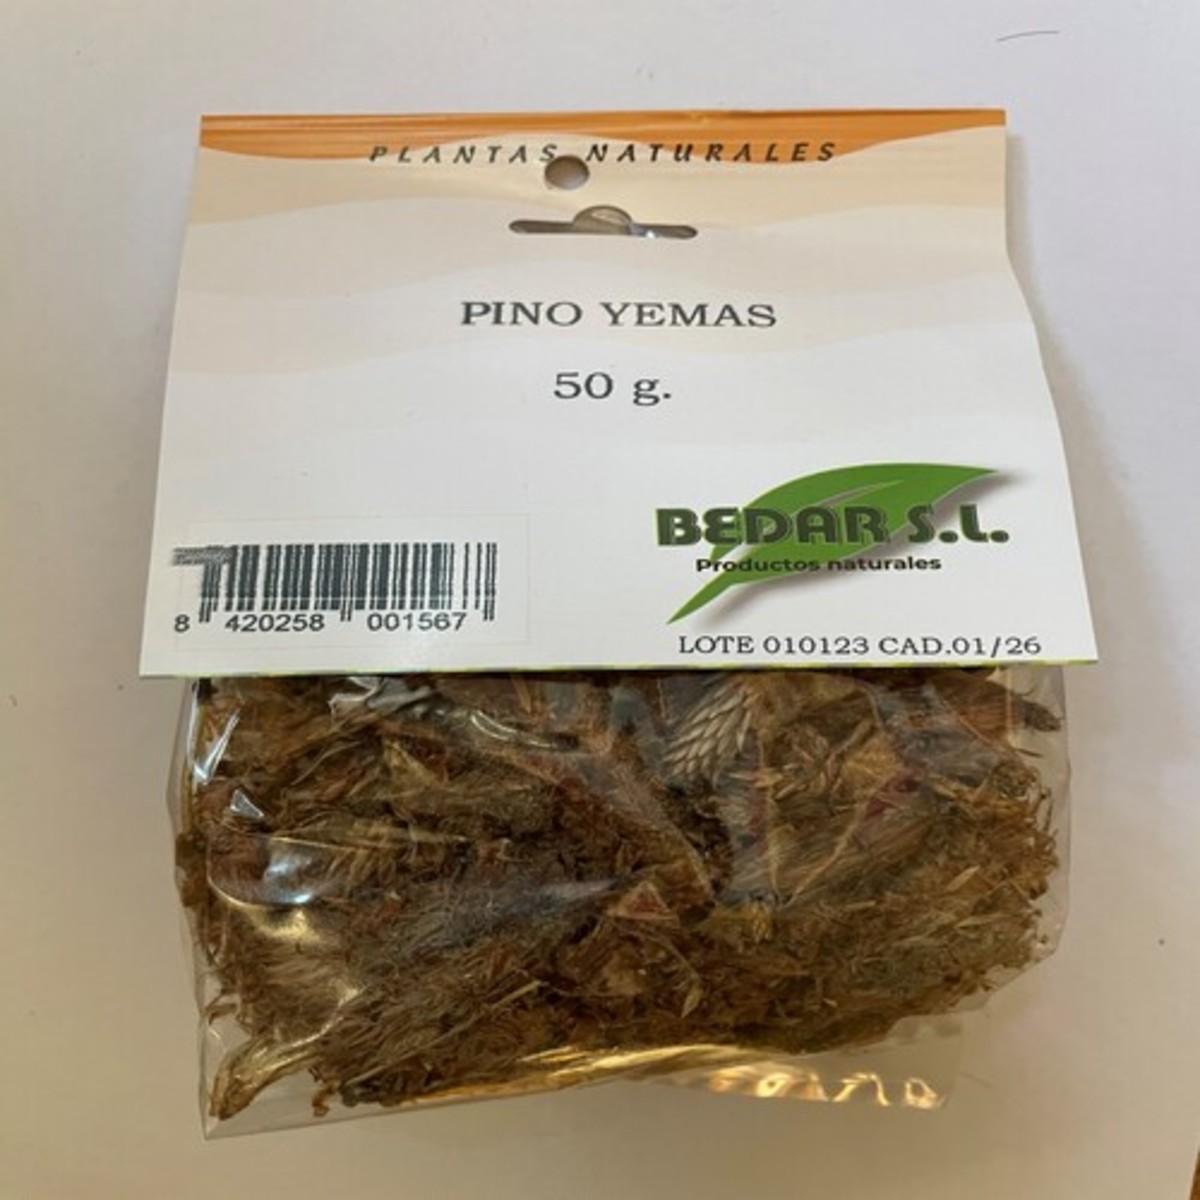 PLANTAS NATURALES
PINO YEMAS
50 g.
BEDAR S.L.
Productos naturales
8 420258 001567
LOTE 010123 CAD.01/26